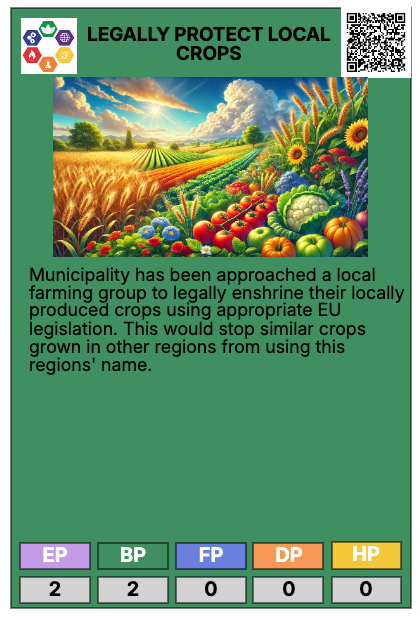 LEGALLY PROTECT LOCAL
CROPS
Municipality has been approached a local
farming group to legally enshrine their locally
produced crops using appropriate EU
legislation. This would stop similar crops
grown in other regions from using this
regions' name.
EP BP FP DP HP
2 2 0 0 0